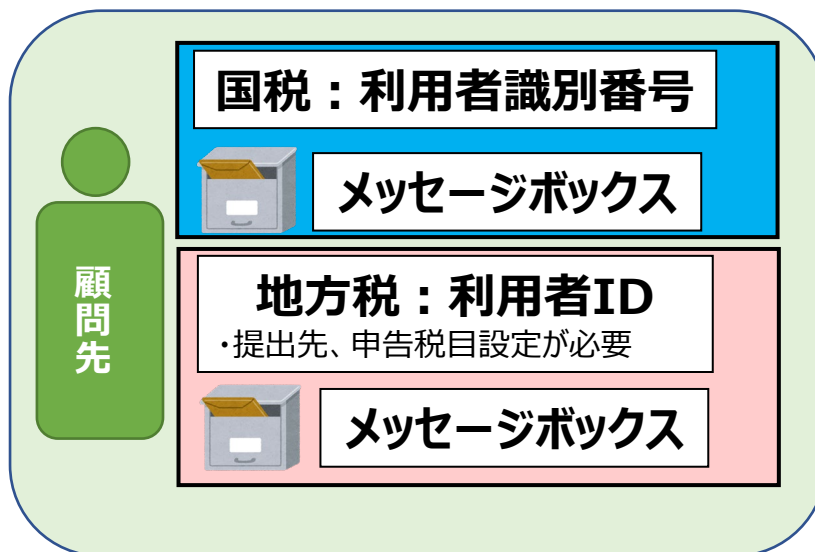 国税：利用者識別番号
メッセージボックス
顧問先
地方税：利用者ID
・提出先、申告税目設定が必要
メッセージボックス